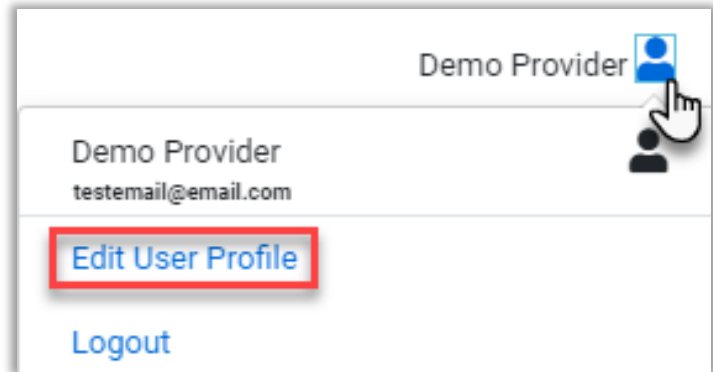 Demo Provider
Demo Provider
testemail@email.com
Edit User Profile
Logout